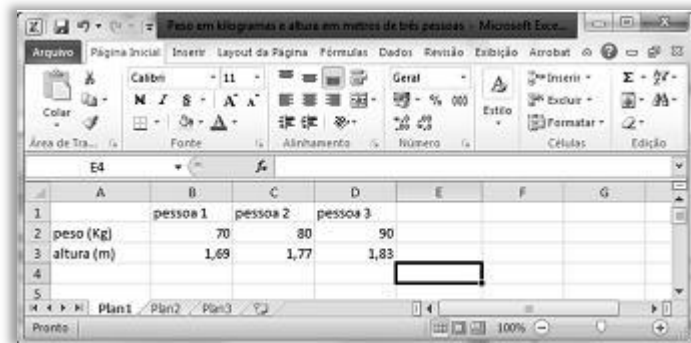 Peso em kilogramas e altura em metros de três pessoas - Microsoft Exce...
Arquivo Página Inicial Inserir Layout da Página Fórmulas Dados Revisão Exibição Acrobat
Colar
Calibri 11
N I S A A
Geral
% 000
Estilo
Inserir
Excluir
Formatar
Área de Tra... Fonte Alinhamento Número Células Edição
E4 fx
A B C D E F G
1 pessoa 1 pessoa 2 pessoa 3
2 peso (Kg) 70 80 90
3 altura (m) 1,69 1,77 1,83
4
5
Plan1 Plan2 Plan3
Pronto 100%